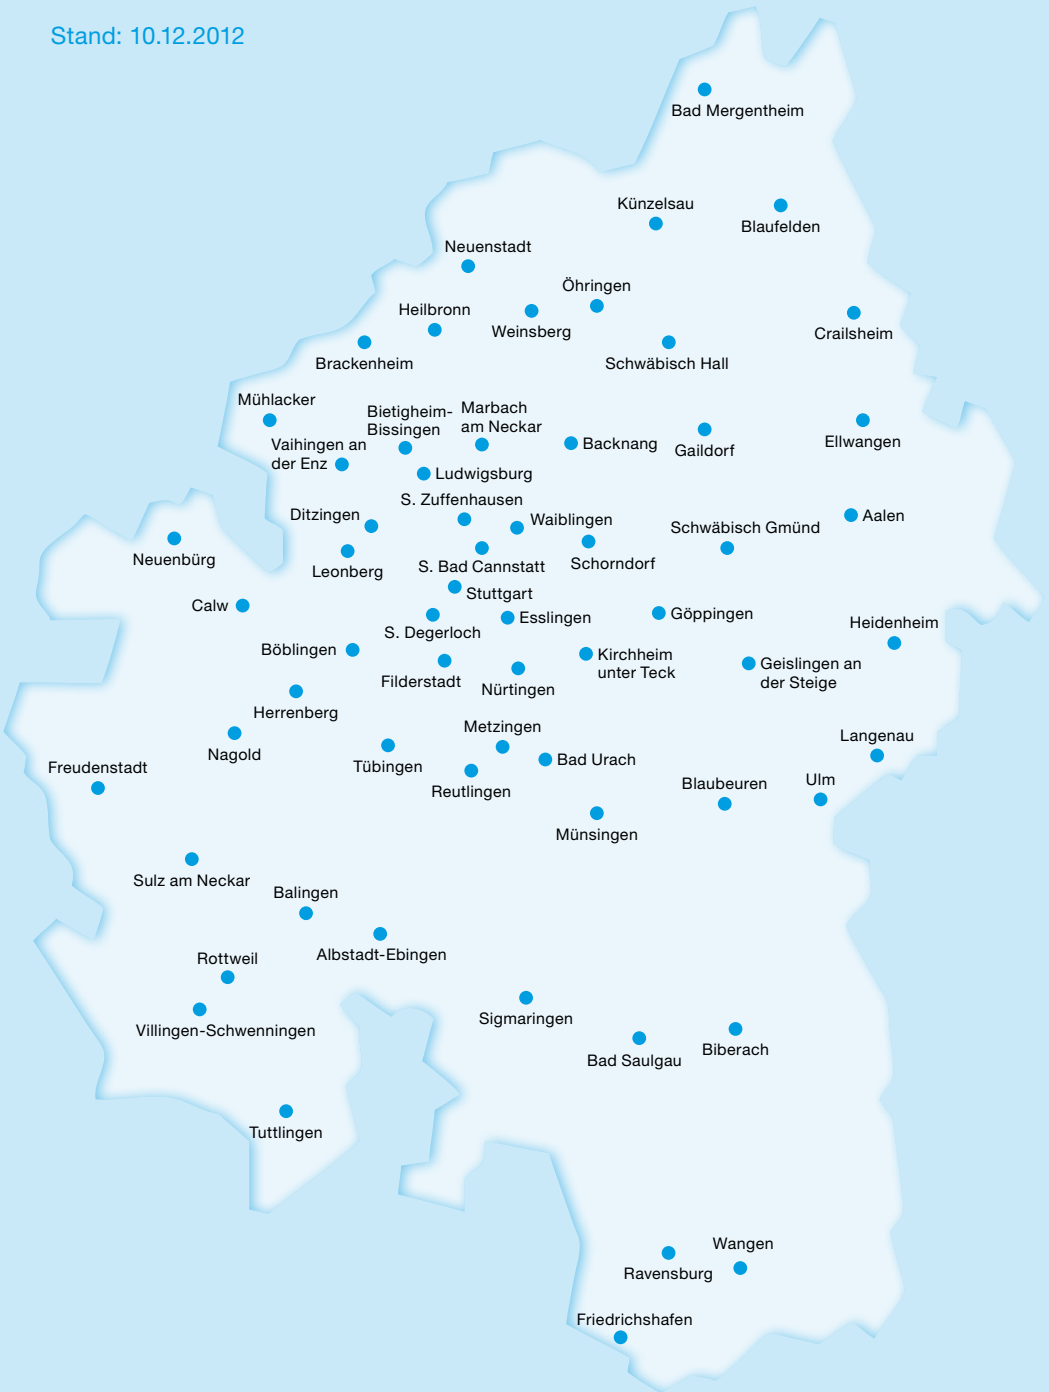 Stand: 10.12.2012
Bad Mergentheim
Künzelsau
Blaufelden
Neuenstadt
Öhringen
Heilbronn
Weinsberg
Crailsheim
Brackenheim
Schwäbisch Hall
Mühlacker
Bietigheim-
Bissingen
Marbach
am Neckar
Vaihingen an
der Enz
Backnang
Gaildorf
Ellwangen
Ludwigsburg
S. Zuffenhausen
Ditzingen
Waiblingen
Schwäbisch Gmünd
Aalen
Neuenbürg
Leonberg
S. Bad Cannstatt
Schorndorf
Stuttgart
Calw
Esslingen
Göppingen
Heidenheim
S. Degerloch
Böblingen
Kirchheim
unter Teck
Geislingen an
der Steige
Filderstadt
Nürtingen
Herrenberg
Metzingen
Langenau
Nagold
Tübingen
Bad Urach
Freudenstadt
Reutlingen
Blaubeuren
Ulm
Münsingen
Sulz am Neckar
Balingen
Albstadt-Ebingen
Rottweil
Sigmaringen
Villingen-Schwenningen
Bad Saulgau
Biberach
Tuttlingen
Wangen
Ravensburg
Friedrichshafen